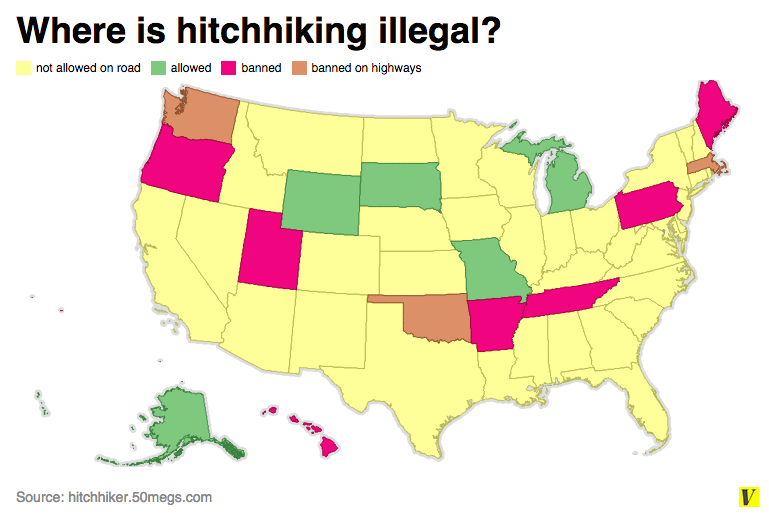 Where is hitchhiking illegal?
not allowed on road allowed banned banned on highways
Source: hitchhiker.50megs.com
V